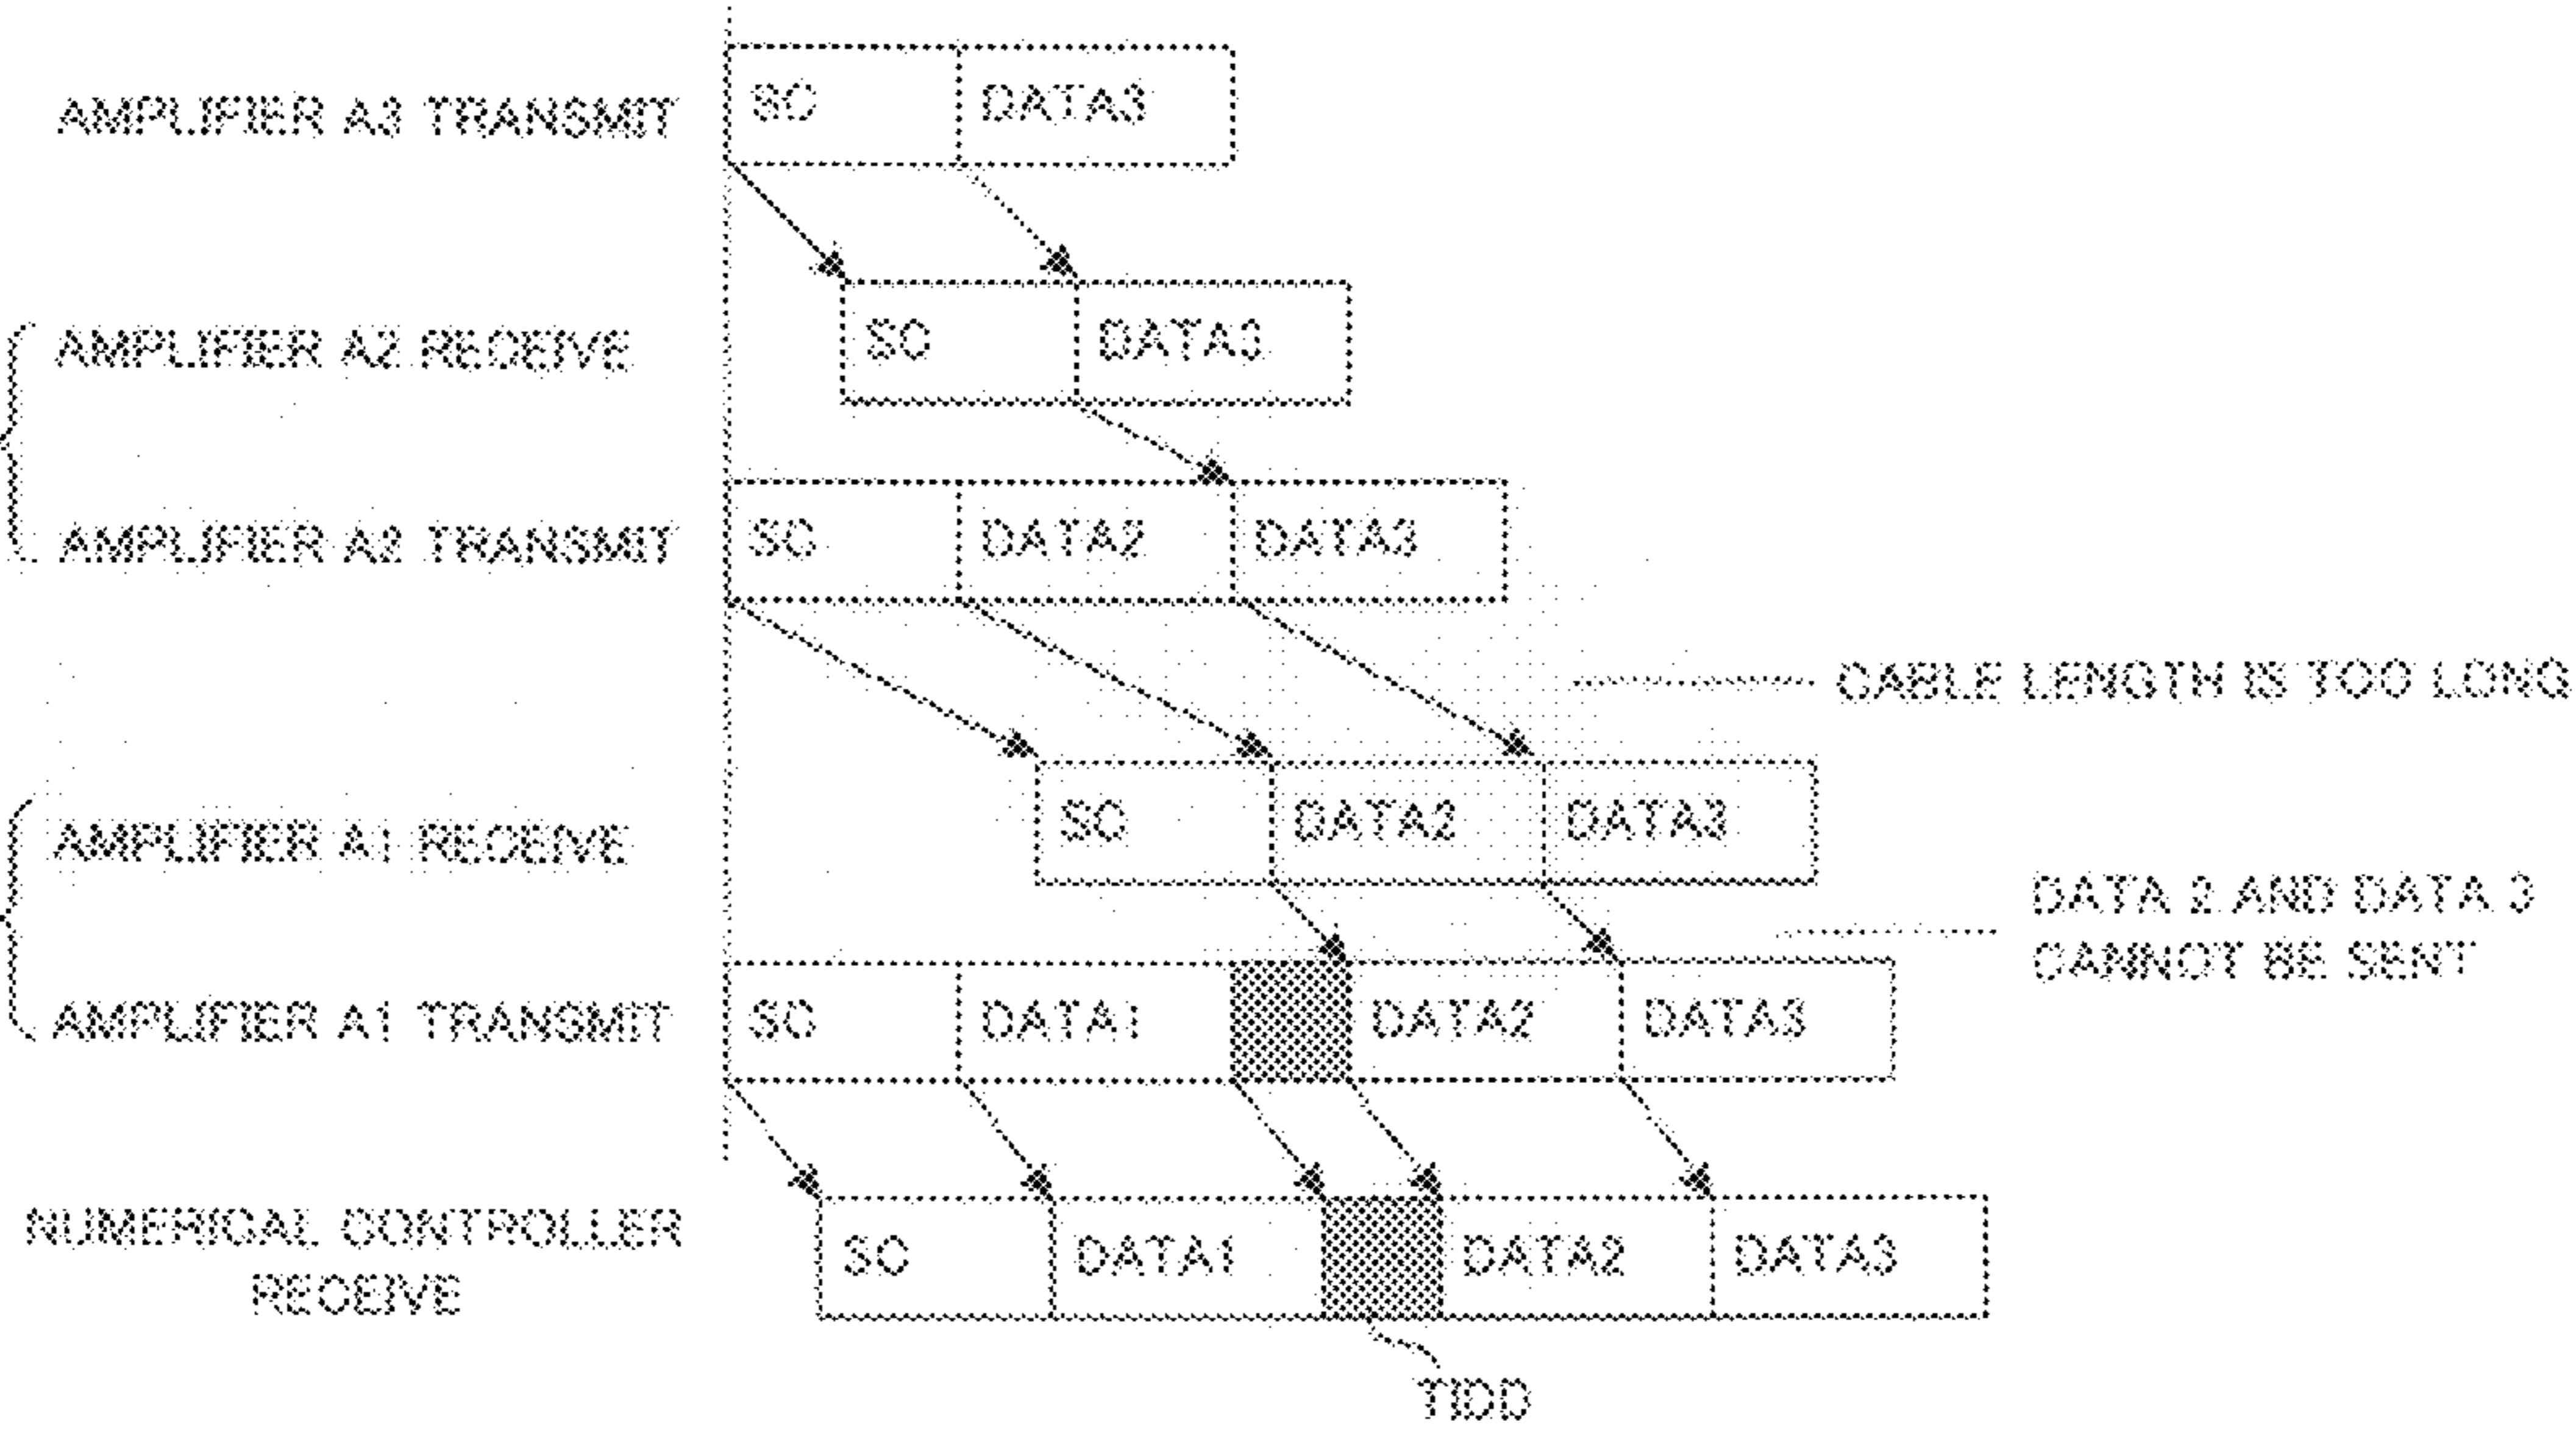 SC DATA3
AMPLIFIER A3 TRANSMIT
SC DATA3
AMPLIFIER A2 RECEIVE
SC DATA2 DATA3
AMPLIFIER A2 TRANSMIT
CABLE LENGTH IS TOO LONG
SC DATA2 DATA3
AMPLIFIER A1 RECEIVE
DATA 2 AND DATA 3
CANNOT BE SENT
SC DATA1 DATA2 DATA3
AMPLIFIER A1 TRANSMIT
NUMERICAL CONTROLLER
RECEIVE
SC DATA1 DATA2 DATA3